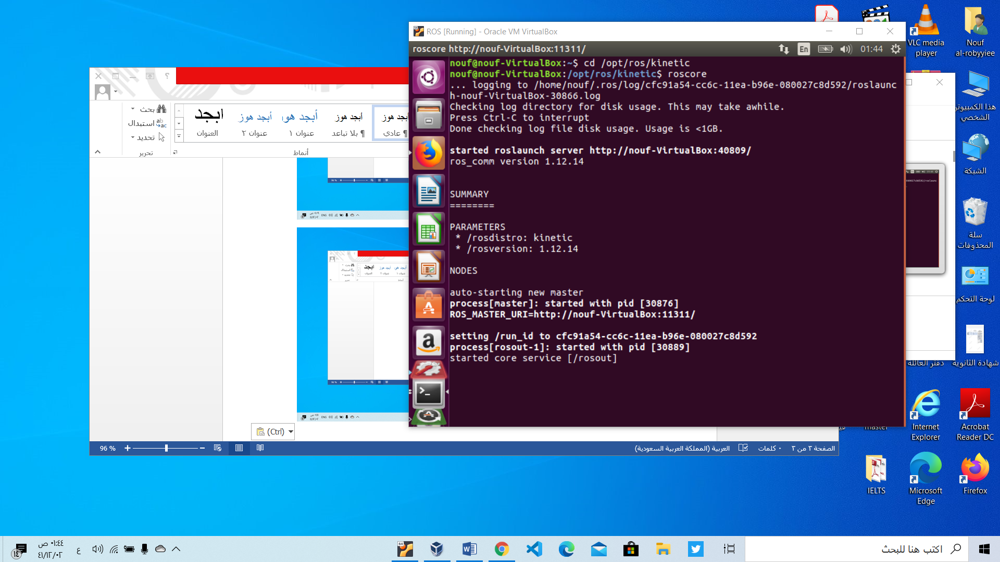 ROS [Running] - Oracle VM VirtualBox
roscore http://nouf-VirtualBox:11311/
En
01:44
nouf@nouf-VirtualBox:~$ cd /opt/ros/kinetic
nouf@nouf-VirtualBox:/opt/ros/kinetic$ roscore
... logging to /home/nouf/.ros/log/cfc91a54-cc6c-11ea-b96e-080027c8d592/roslaunc
h-nouf-VirtualBox-30866.log
Checking log directory for disk usage. This may take awhile.
Press Ctrl-C to interrupt
Done checking log file disk usage. Usage is <1GB.
started roslaunch server http://nouf-VirtualBox:40809/
ros_comm version 1.12.14
SUMMARY
========
PARAMETERS
* /rosdistro: kinetic
* /rosversion: 1.12.14
NODES
auto-starting new master
process[master]: started with pid [30876]
ROS_MASTER_URI=http://nouf-VirtualBox:11311/
setting /run_id to cfc91a54-cc6c-11ea-b96e-080027c8d592
process[rosout-1]: started with pid [30889]
started core service [/rosout]
بحث
استبدال
تحديد
تحرير
أبجد هوز
¶ عادي
أبجد هوز
¶ بلا تباعد
أبجد هوز
عنوان ١
أبجد هوز
عنوان ٢
ابجد
العنوان
أنماط
(Ctrl)
96 %
الصفحة ٣ من ٣
٠ كلمات
العربية (المملكة العربية السعودية)
VLC media
player
Nouf
al-robyyiee
هذا الكمبيوتر
الشخصي
الشبكة
سلة
المحذوفات
لوحة التحكم
شهادة الثانوية
دفتر العائلة
master
Internet
Explorer
Acrobat
Reader DC
IELTS
Microsoft
Edge
Firefox
اكتب هنا للبحث
ع
٠١:٤٤ ص
٤١/١٢/٠٢
١٤